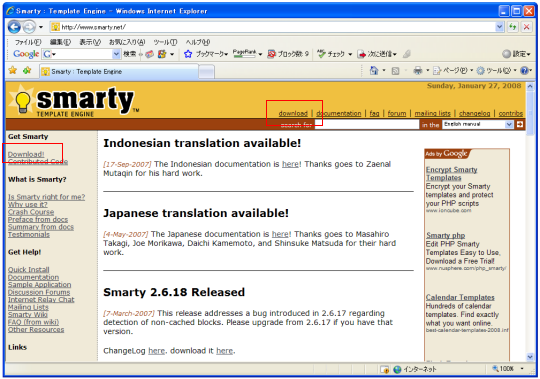 Smarty : Template Engine - Windows Internet Explorer
http://www.smarty.net/
ファイル(F) 編集(E) 表示(V) お気に入り(A) ツール(T) ヘルプ(H)
Google G 検索 ブックマーク PageRank ブロック数: 9 チェック 次に送信 設定
Smarty : Template Engine ページ(P) ツール(O)
Sunday, January 27, 2008
smarty TM
TEMPLATE ENGINE
download | documentation | faq | forum | mailing lists | changelog | contribs
search for in the English manual
Get Smarty
Download!
Contributed Code
What is Smarty?
Is Smarty right for me?
Why use it?
Crash Course
Preface from docs
Summary from docs
Testimonials
Get Help!
Quick Install
Documentation
Sample Application
Discussion Forums
Internet Relay Chat
Mailing Lists
Smarty Wiki
FAQ (from wiki)
Other Resources
Links
Indonesian translation available!
[17-Sep-2007] The Indonesian documentation is here! Thanks goes to Zaenal
Mutaqin for his hard work.
Japanese translation available!
[4-May-2007] The Japanese documentation is here! Thanks goes to Masahiro
Takagi, Joe Morikawa, Daichi Kamemoto, and Shinsuke Matsuda for their hard
work.
Smarty 2.6.18 Released
[7-March-2007] This release addresses a bug introduced in 2.6.17 regarding
detection of non-cached blocks. Please upgrade from 2.6.17 if you have that
version.
ChangeLog here. download it here.
Ads by Google
Encrypt Smarty
Templates
Encrypt your Smarty
templates and protect
your PHP scripts
www.ioncube.com
Smarty php
Edit PHP Smarty
Templates Easy to Use,
Download a Free Trial!
www.nusphere.com/php_smarty/
Calendar Templates
Hundreds of calendar
templates. Find exactly
what you want online.
best-calendar-templates-2008.inf
インターネット 100%